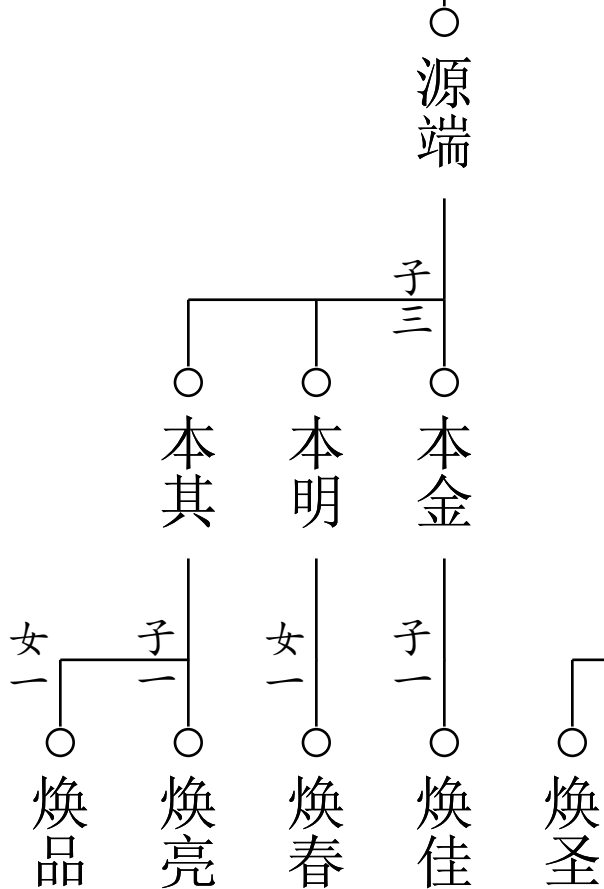 源端
子三
本金
本明
本其
子一
女一
子一
女一
焕圣
焕佳
焕春
焕亮
焕品